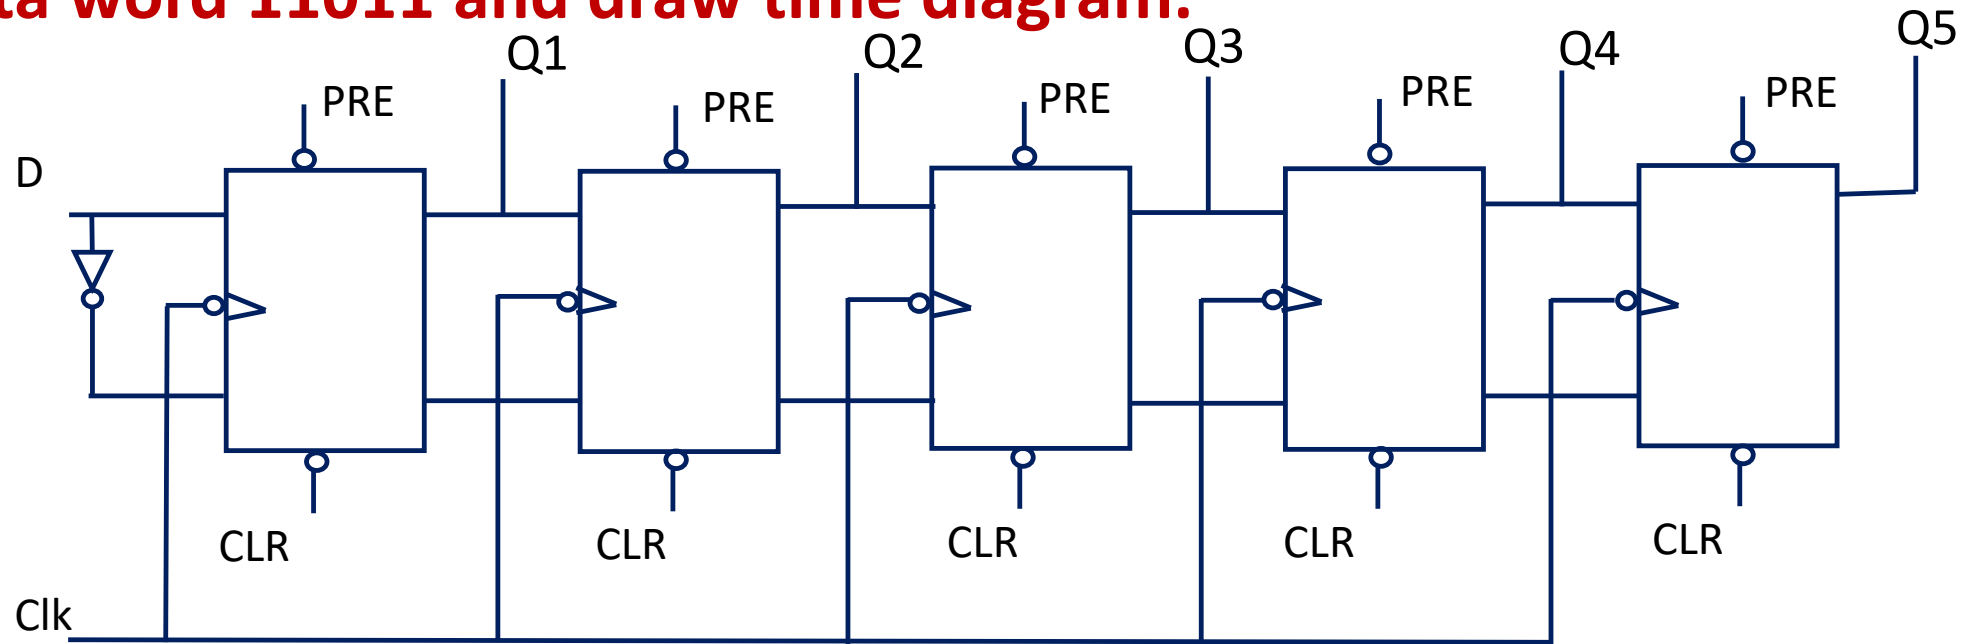 word 11011 and draw time diagram.
Q1 Q2 Q3 Q4 Q5
PRE PRE PRE PRE PRE
D
CLR CLR CLR CLR CLR
Clk